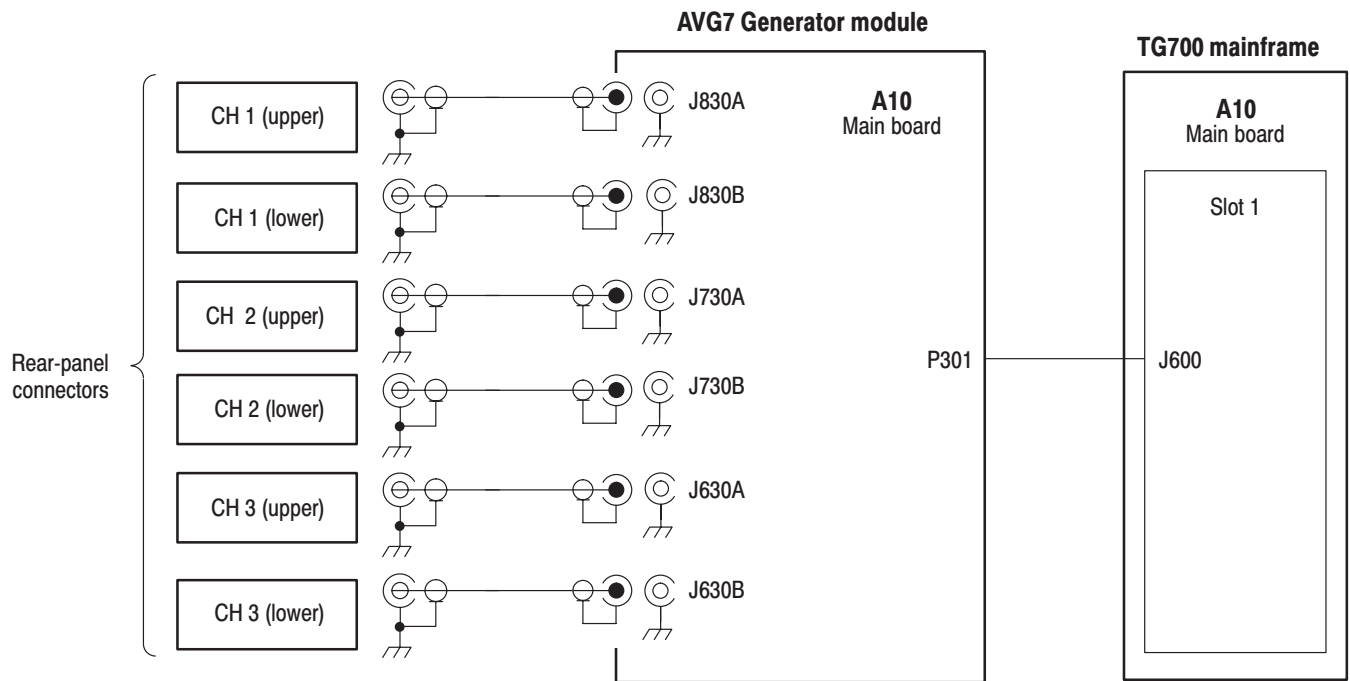 AVG7 Generator module
TG700 mainframe
CH 1 (upper)
J830A
A10
Main board
A10
Main board
CH 1 (lower)
J830B
Slot 1
CH 2 (upper)
J730A
Rear-panel
connectors
P301
J600
CH 2 (lower)
J730B
CH 3 (upper)
J630A
CH 3 (lower)
J630B